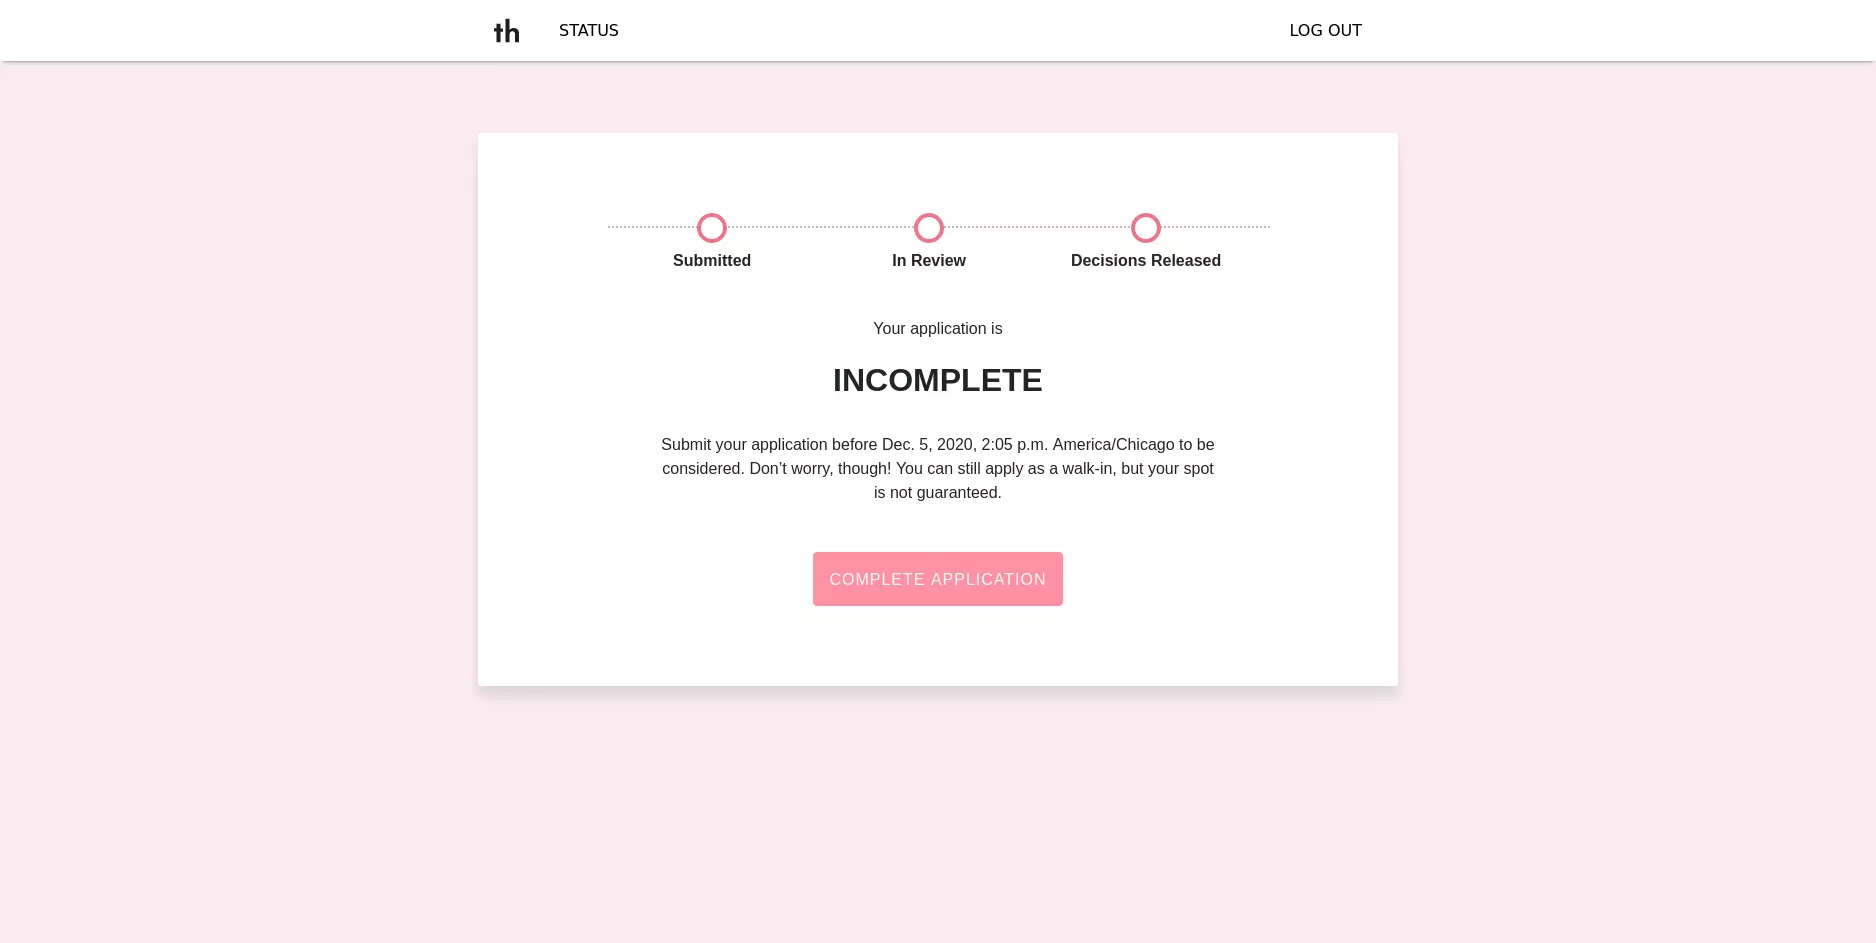 th STATUS LOG OUT
Submitted In Review Decisions Released
Your application is
INCOMPLETE
Submit your application before Dec. 5, 2020, 2:05 p.m. America/Chicago to be
considered. Don’t worry, though! You can still apply as a walk-in, but your spot
is not guaranteed.
COMPLETE APPLICATION